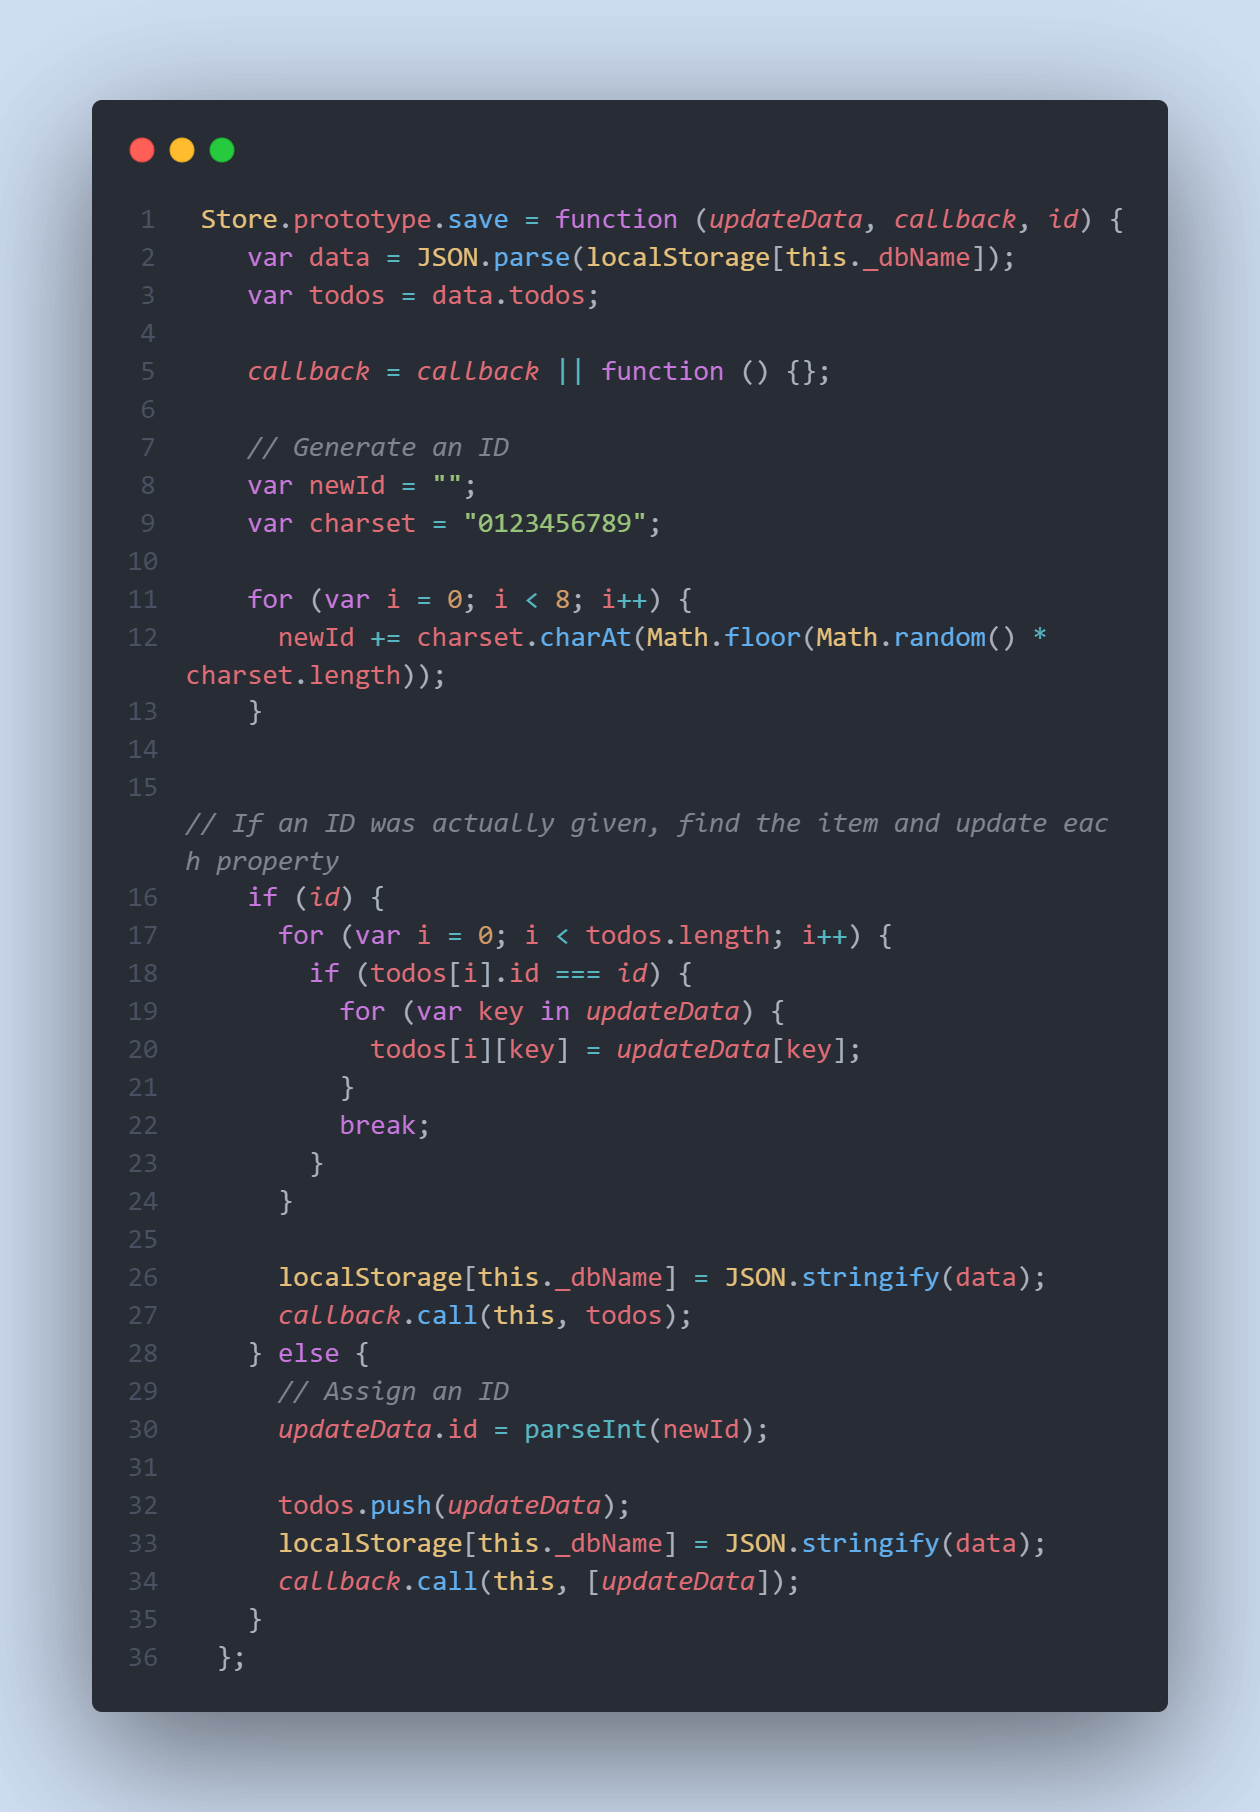 1 Store.prototype.save = function (updateData, callback, id) {
2 var data = JSON.parse(localStorage[this._dbName]);
3 var todos = data.todos;
4
5 callback = callback || function () {};
6
7 // Generate an ID
8 var newId = "";
9 var charset = "0123456789";
10
11 for (var i = 0; i < 8; i++) {
12 newId += charset.charAt(Math.floor(Math.random() *
charset.length));
13 }
14
15
// If an ID was actually given, find the item and update eac
h property
16 if (id) {
17 for (var i = 0; i < todos.length; i++) {
18 if (todos[i].id === id) {
19 for (var key in updateData) {
20 todos[i][key] = updateData[key];
21 }
22 break;
23 }
24 }
25
26 localStorage[this._dbName] = JSON.stringify(data);
27 callback.call(this, todos);
28 } else {
29 // Assign an ID
30 updateData.id = parseInt(newId);
31
32 todos.push(updateData);
33 localStorage[this._dbName] = JSON.stringify(data);
34 callback.call(this, [updateData]);
35 }
36 };